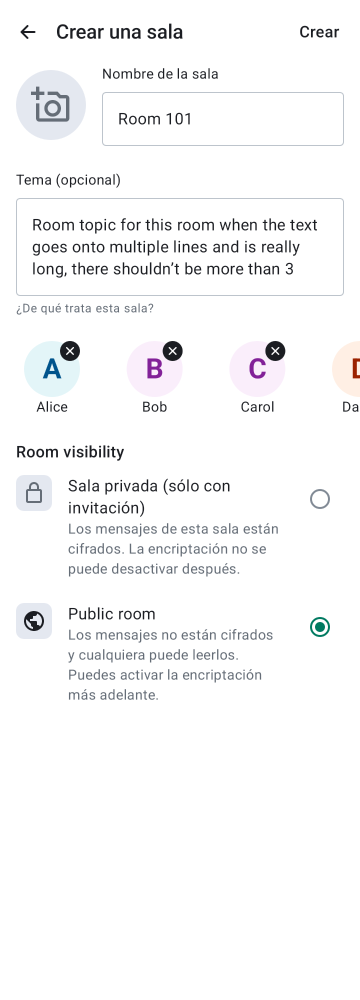 Crear una sala
Crear
Nombre de la sala
Room 101
Tema (opcional)
Room topic for this room when the text
goes onto multiple lines and is really
long, there shouldn’t be more than 3
¿De qué trata esta sala?
A
B
C
Alice
Bob
Carol
Da
Room visibility
Sala privada (sólo con
invitación)
Los mensajes de esta sala están
cifrados. La encriptación no se
puede desactivar después.
Public room
Los mensajes no están cifrados
y cualquiera puede leerlos.
Puedes activar la encriptación
más adelante.